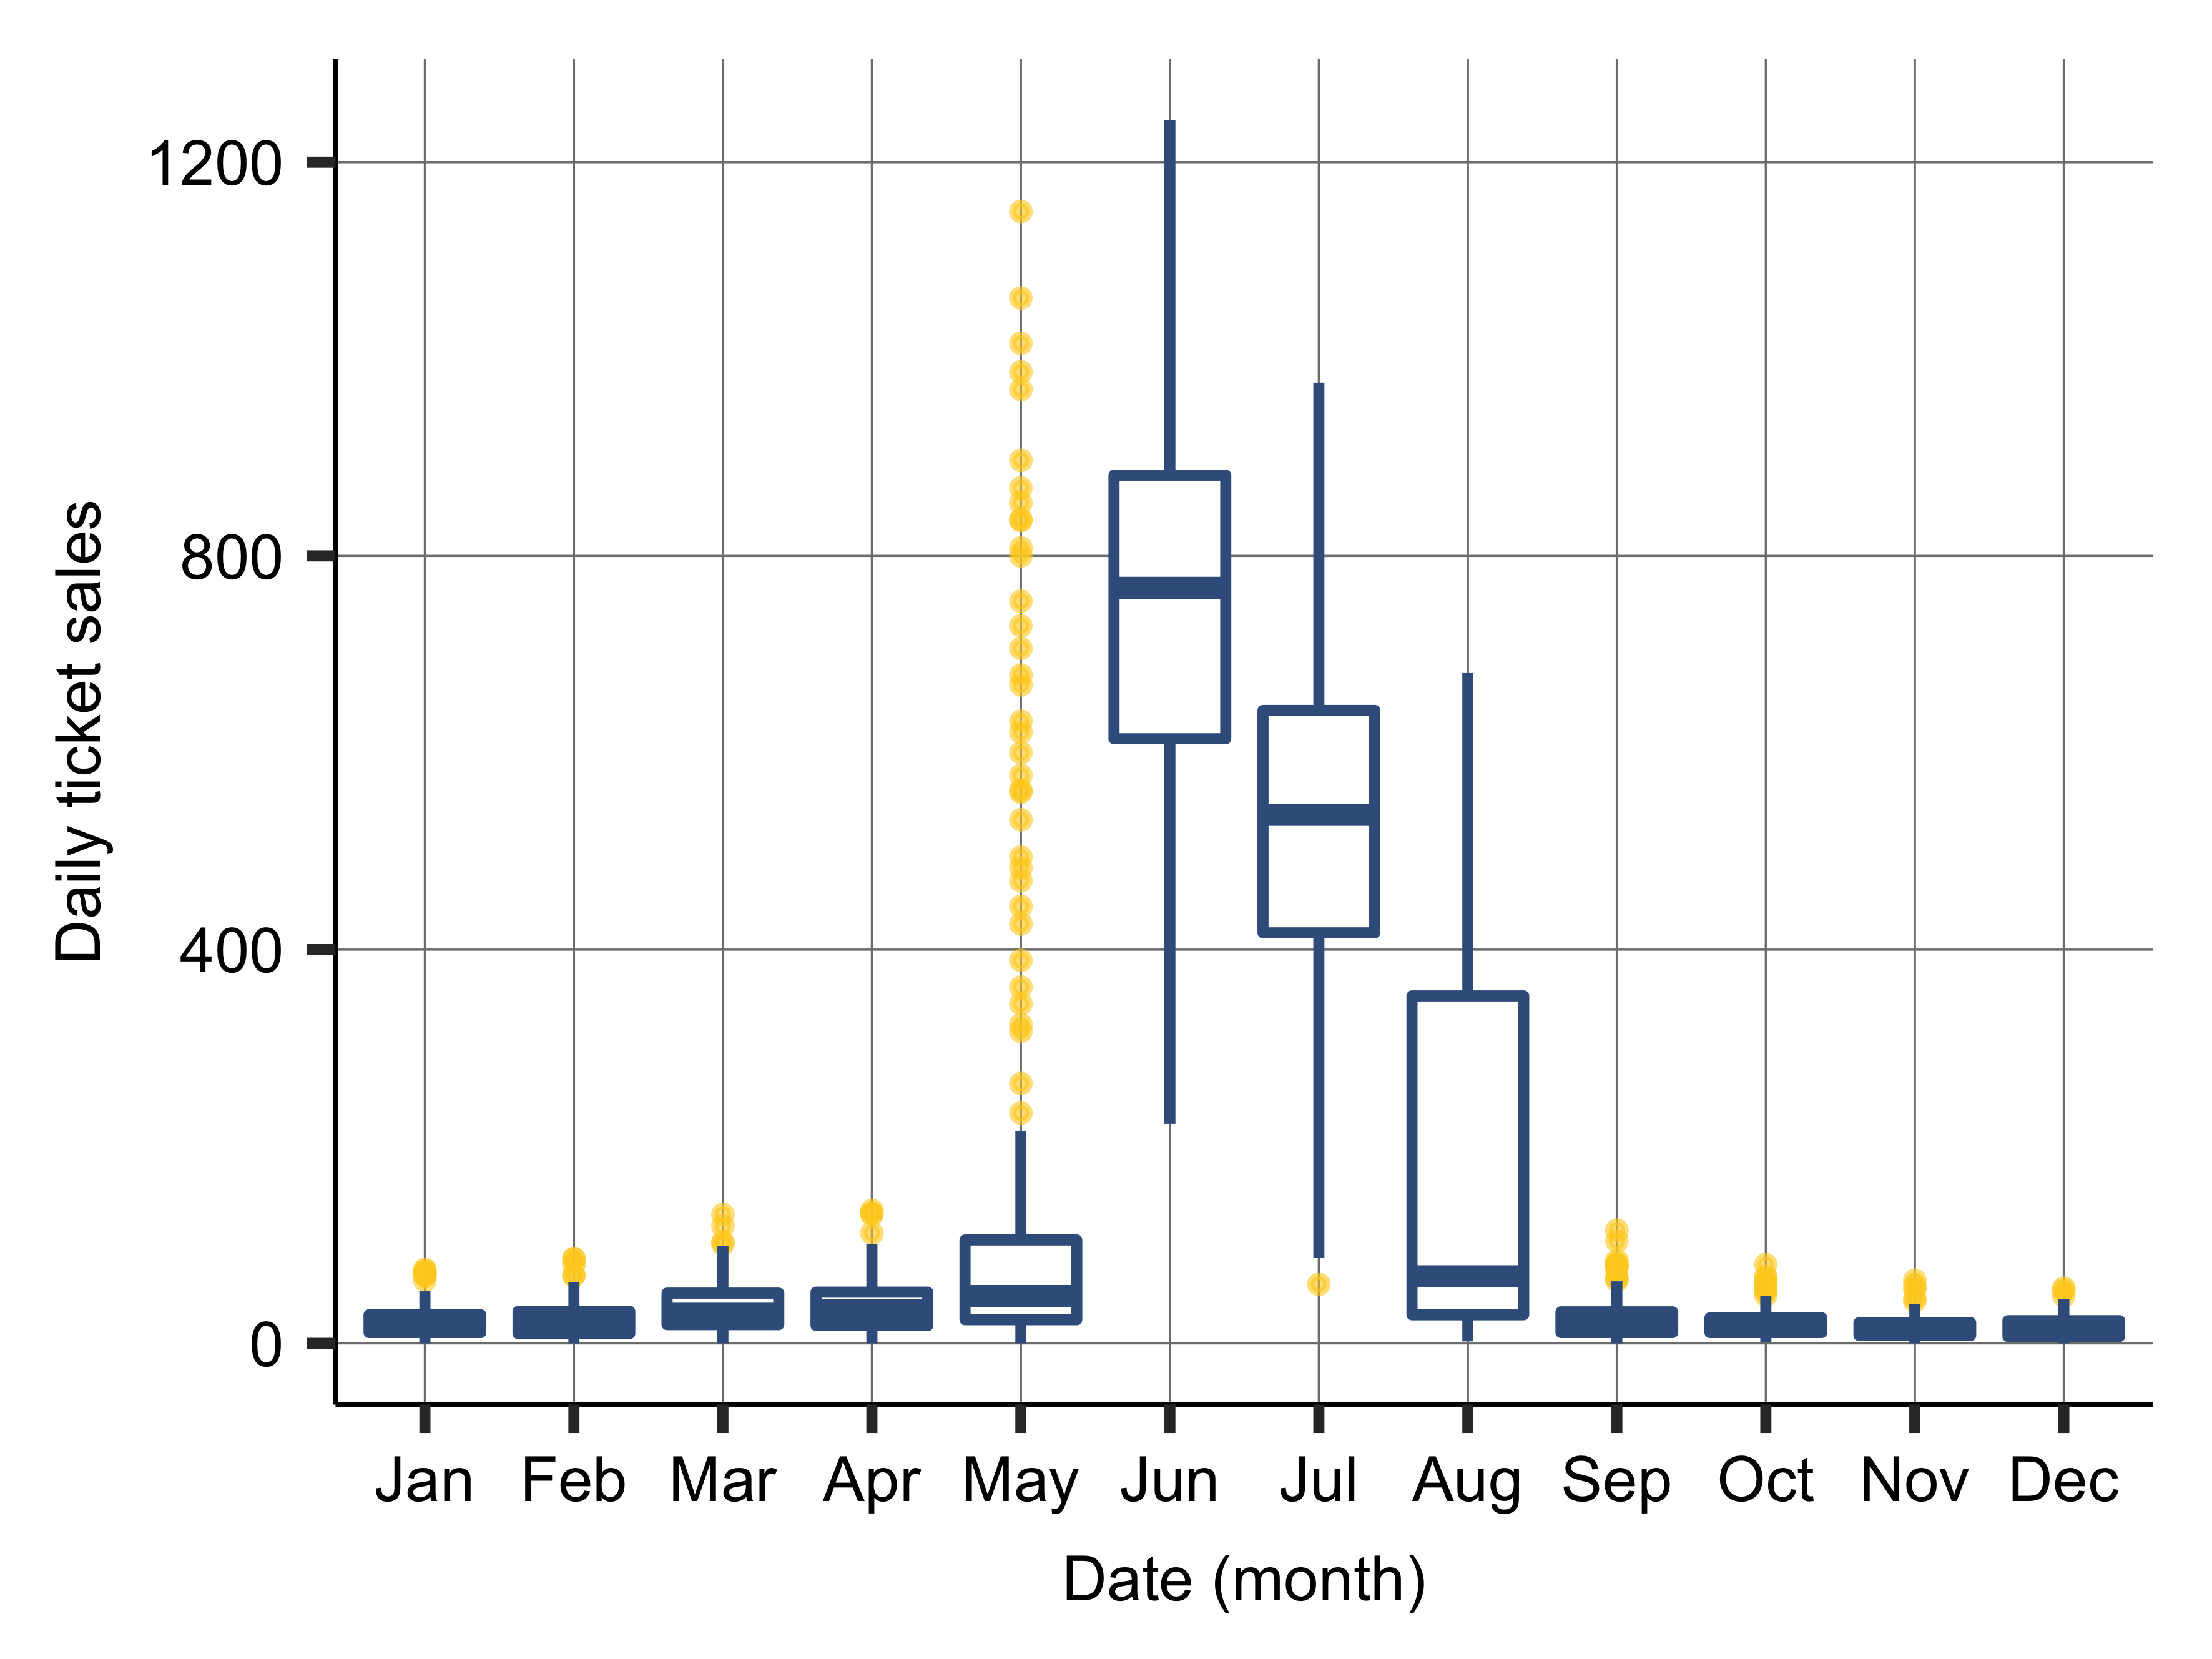 Daily ticket sales
1200
800
400
0
Jan Feb Mar Apr May Jun Jul Aug Sep Oct Nov Dec
Date (month)